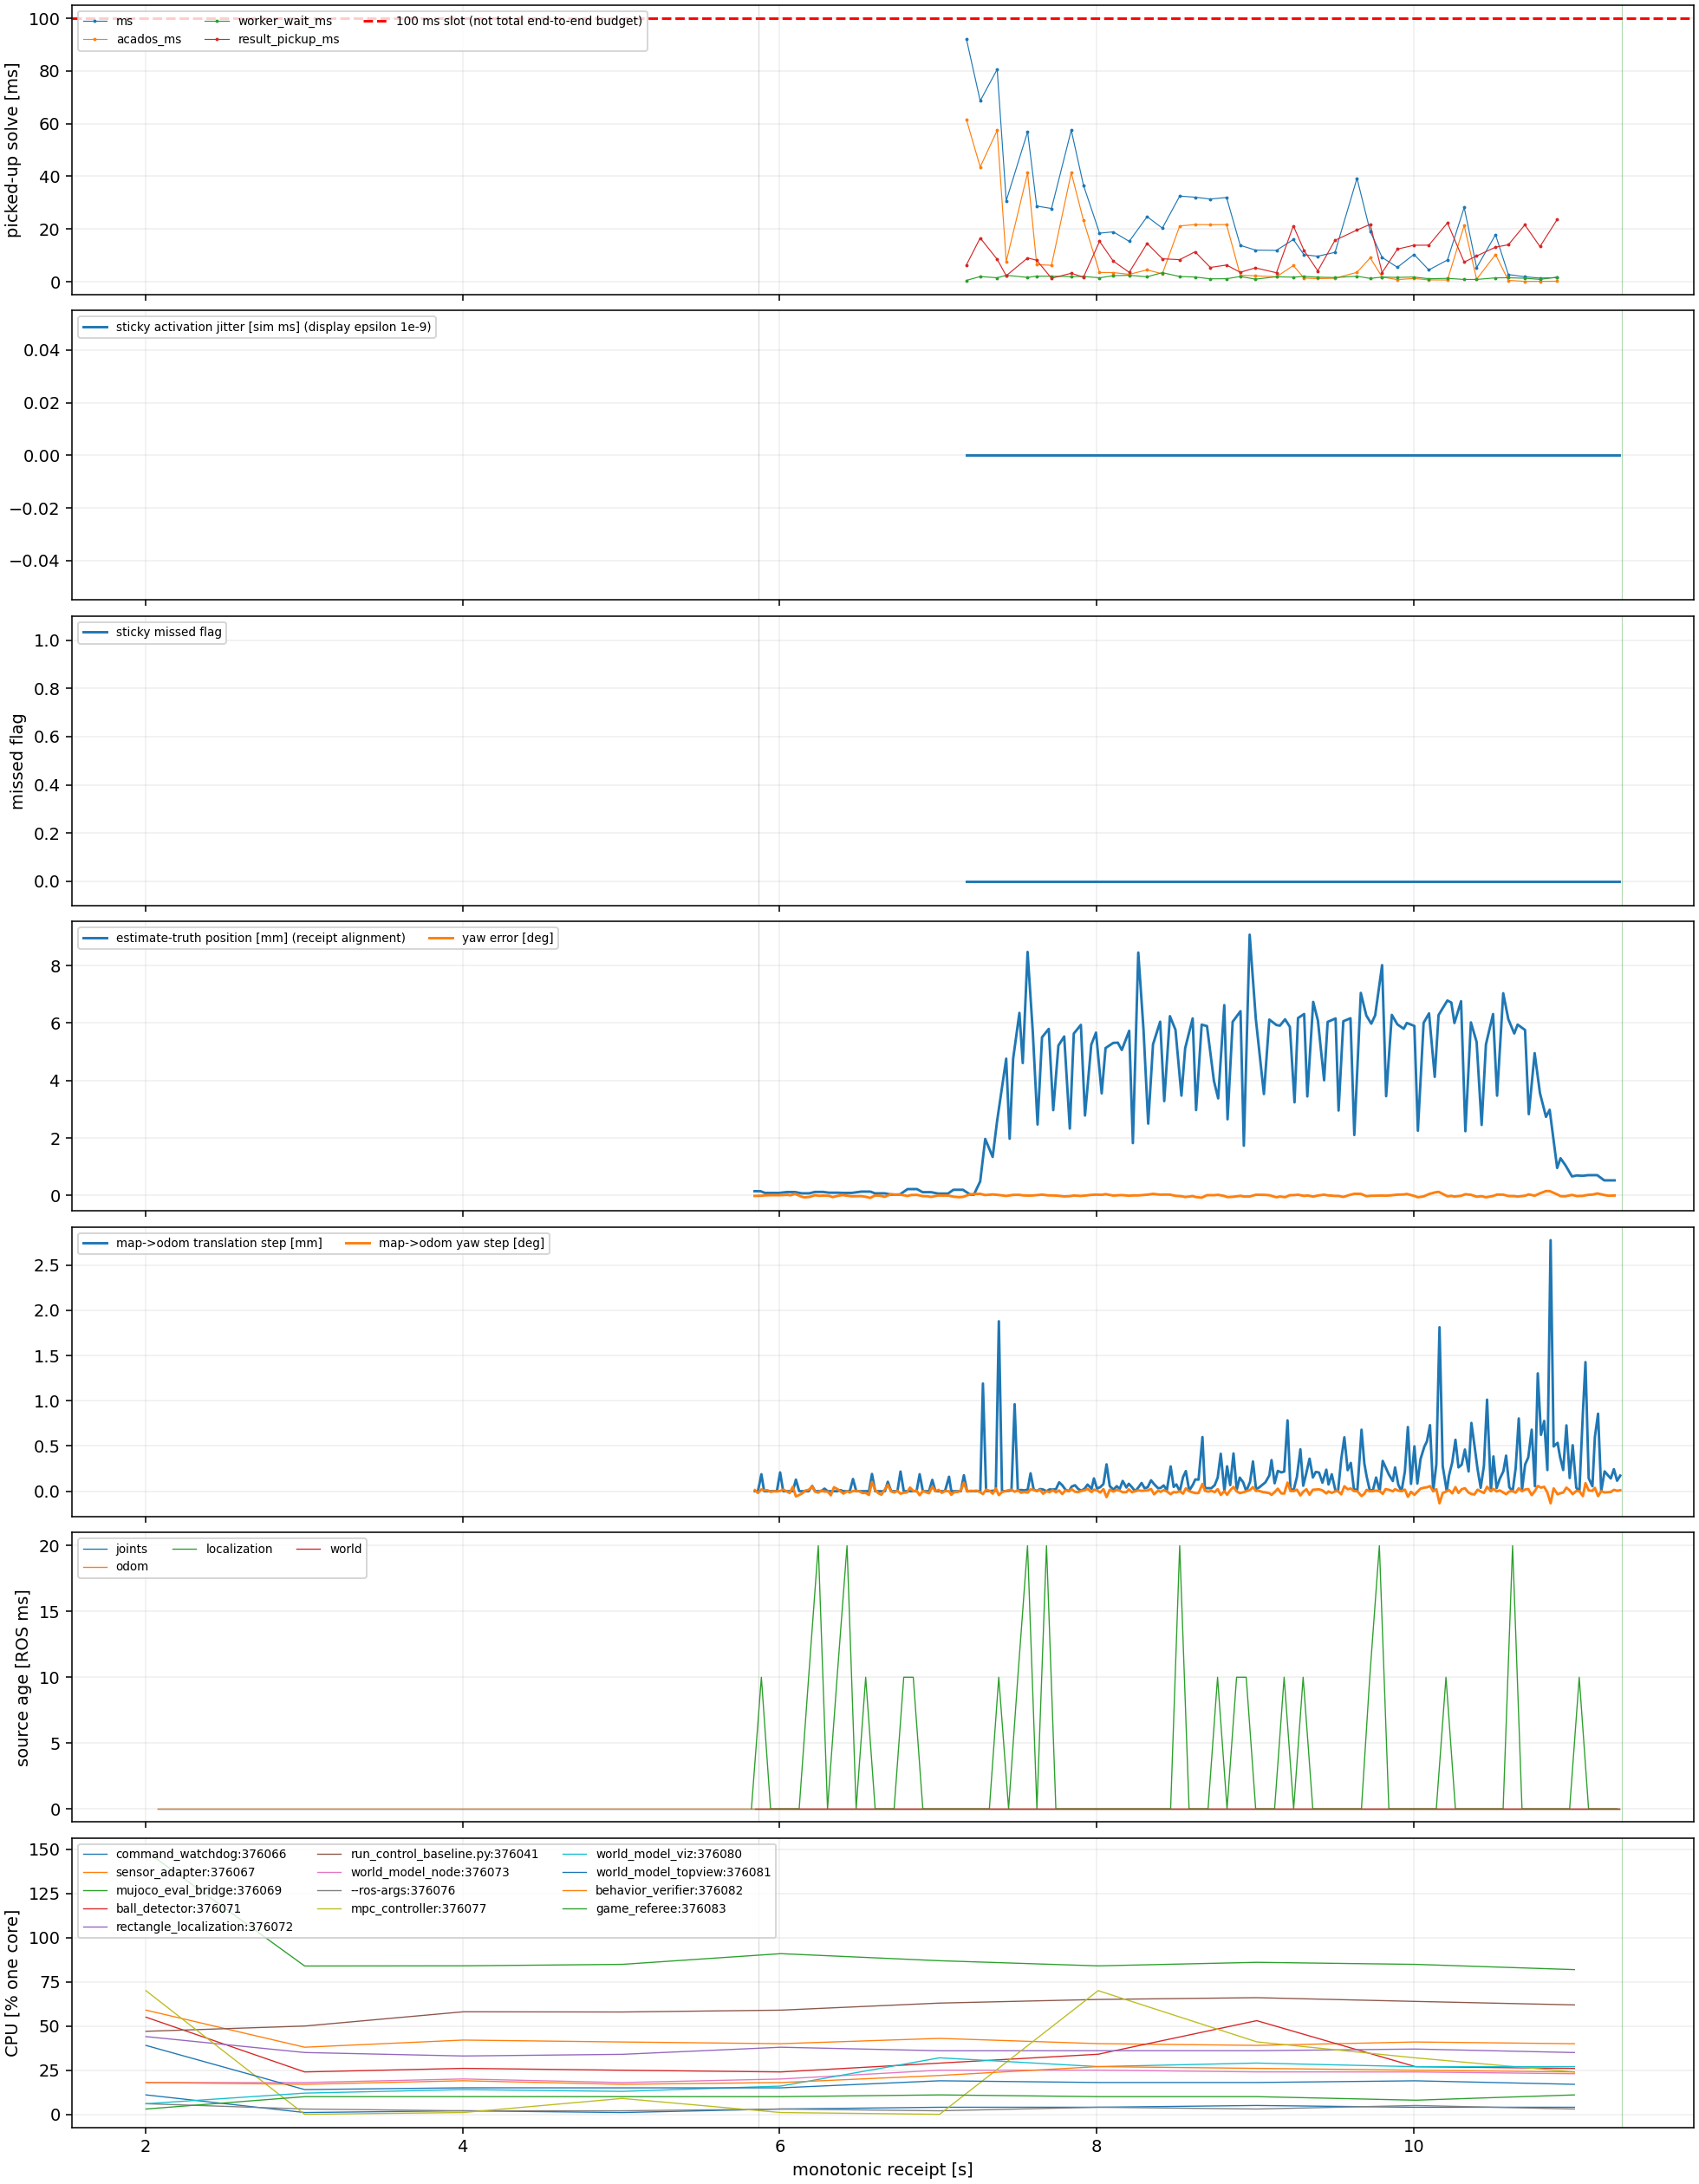 100
80
60
40
20
0
picked-up solve [ms]
ms
acados_ms
worker_wait_ms
result_pickup_ms
100 ms slot (not total end-to-end budget)
0.04
0.02
0.00
−0.02
−0.04
sticky activation jitter [sim ms] (display epsilon 1e-9)
1.0
0.8
0.6
0.4
0.2
0.0
missed flag
sticky missed flag
8
6
4
2
0
estimate-truth position [mm] (receipt alignment)
yaw error [deg]
2.5
2.0
1.5
1.0
0.5
0.0
map->odom translation step [mm]
map->odom yaw step [deg]
20
15
10
5
0
source age [ROS ms]
joints
odom
localization
world
150
125
100
75
50
25
0
CPU [% one core]
command_watchdog:376066
sensor_adapter:376067
mujoco_eval_bridge:376069
ball_detector:376071
rectangle_localization:376072
run_control_baseline.py:376041
world_model_node:376073
--ros-args:376076
mpc_controller:376077
world_model_viz:376080
world_model_topview:376081
behavior_verifier:376082
game_referee:376083
2
4
6
8
10
monotonic receipt [s]